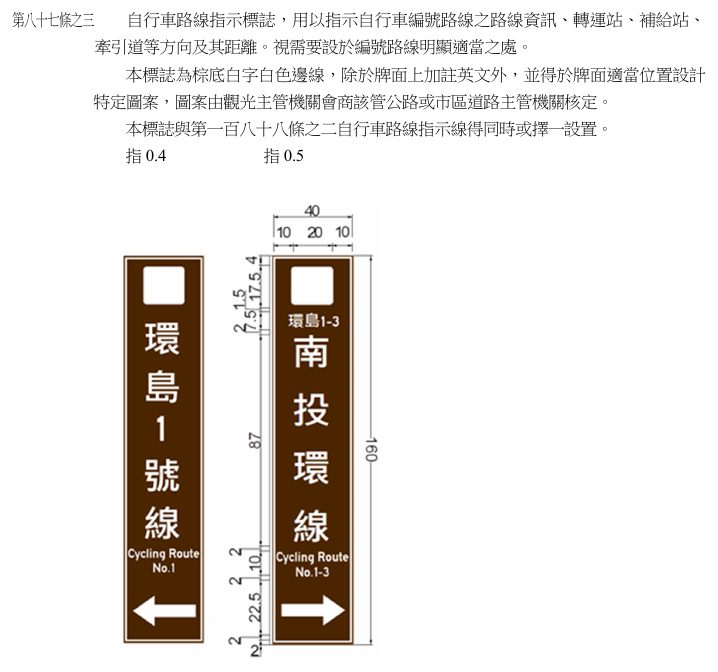 第八十七條之三　　自行車路線指示標誌，用以指示自行車編號路線之路線資訊、轉運站、補給站、
牽引道等方向及其距離。視需要設於編號路線明顯適當之處。
本標誌為棕底白字白色邊線，除於牌面上加註英文外，並得於牌面適當位置設計
特定圖案，圖案由觀光主管機關會商該管公路或市區道路主管機關核定。
本標誌與第一百八十八條之二自行車路線指示線得同時或擇一設置。
指 0.4　　指 0.5
環島1號線
Cycling Route
No.1
40
10 20 10
4
17.5
1.5
7.5
2
87
2
10
2
22.5
2
2
160
環島1-3
南投環線
Cycling Route
No.1-3